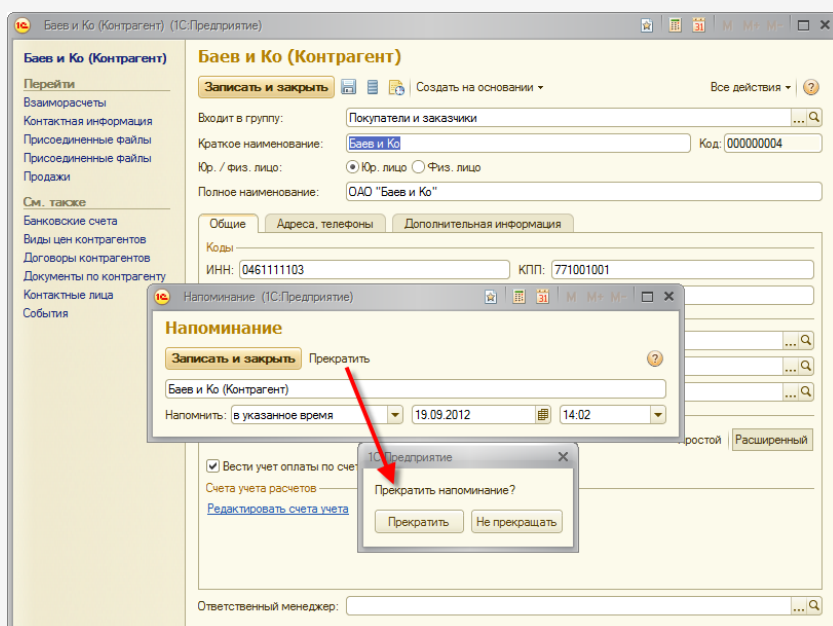 Баев и Ко (Контрагент) (1С:Предприятие)
M M+ M-
Баев и Ко (Контрагент)
Перейти
Взаиморасчеты
Контактная информация
Присоединенные файлы
Присоединенные файлы
Продажи
См. также
Банковские счета
Виды цен контрагентов
Договоры контрагентов
Документы по контрагенту
Контактные лица
События
Баев и Ко (Контрагент)
Записать и закрыть Создать на основании Все действия
Входит в группу: Покупатели и заказчики
Краткое наименование: Баев и Ко Код: 000000004
Юр. / физ. лицо: Юр. лицо Физ. лицо
Полное наименование: ОАО "Баев и Ко"
Общие Адреса, телефоны Дополнительная информация
Коды
ИНН: 0461111103 КПП: 771001001
Напоминание (1С:Предприятие)
M M+ M-
Напоминание
Записать и закрыть Прекратить
Баев и Ко (Контрагент)
Напомнить: в указанное время 19.09.2012 14:02
Расширенный
Вести учет оплаты по
Счета учета расчетов
Редактировать счета учета
1С:Предприятие
Прекратить напоминание?
Прекратить Не прекращать
Ответственный менеджер: